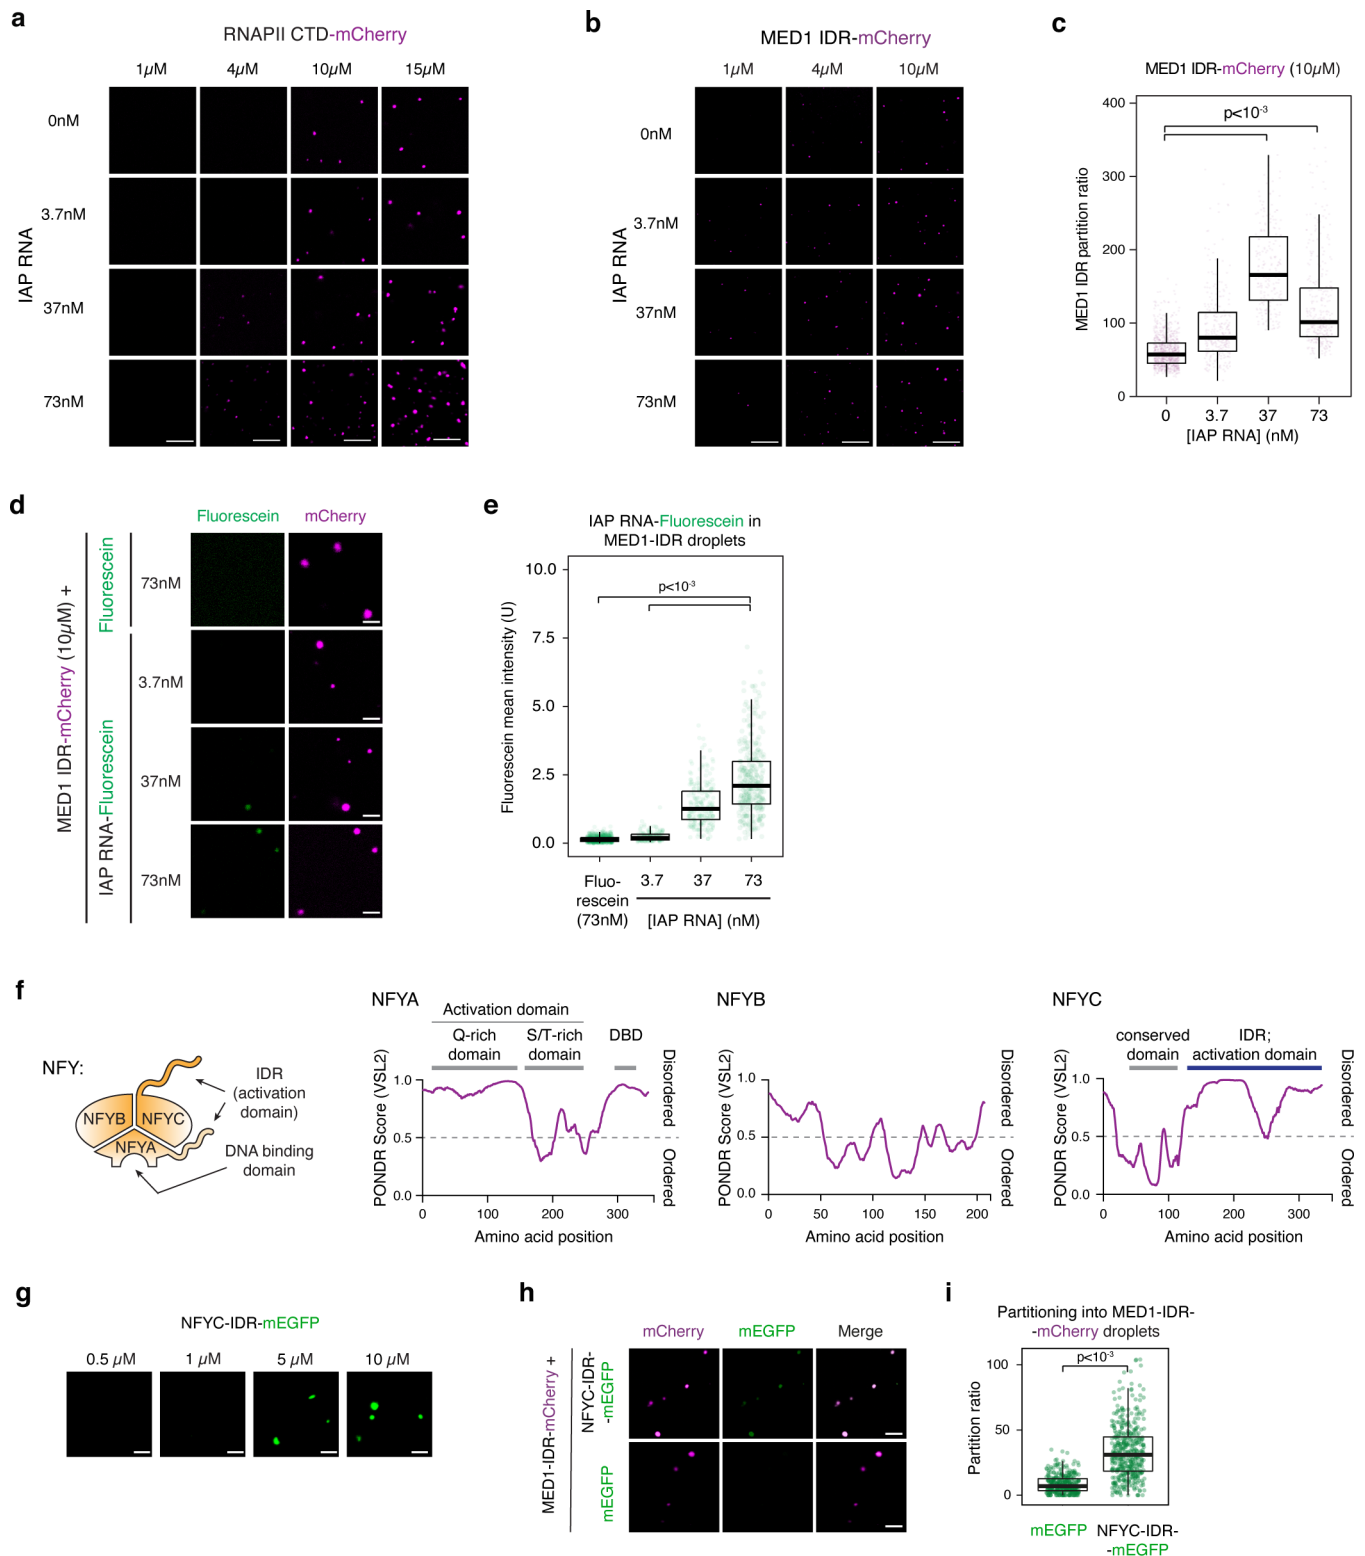 a
RNAPII CTD-mCherry
1µM 4µM 10µM 15µM
IAP RNA
0nM
3.7nM
37nM
73nM
b
MED1 IDR-mCherry
1µM 4µM 10µM
IAP RNA
0nM
3.7nM
37nM
73nM
c
MED1 IDR-mCherry (10µM)
p<10-3
MED1 IDR partition ratio
400
300
200
100
0
0 3.7 37 73
[IAP RNA] (nM)
d
Fluorescein mCherry
MED1 IDR-mCherry (10µM) +
Fluorescein
IAP RNA-Fluorescein
73nM
3.7nM
37nM
73nM
e
IAP RNA-Fluorescein in
MED1-IDR droplets
p<10-3
Fluorescein mean intensity (U)
10.0
7.5
5.0
2.5
0.0
Fluo-
rescein
(73nM)
3.7 37 73
[IAP RNA] (nM)
f
NFY:
NFYB NFYC
NFYA
IDR
(activation
domain)
DNA binding
domain
NFYA
Activation domain
Q-rich
domain
S/T-rich
domain
DBD
PONDR Score (VSL2)
1.0
0.5
0.0
0 100 200 300
Amino acid position
Disordered
Ordered
NFYB
PONDR Score (VSL2)
1.0
0.5
0.0
0 50 100 150 200
Amino acid position
Disordered
Ordered
NFYC
conserved
domain
IDR;
activation domain
PONDR Score (VSL2)
1.0
0.5
0.0
0 100 200 300
Amino acid position
Disordered
Ordered
g
NFYC-IDR-mEGFP
0.5 µM 1 µM 5 µM 10 µM
h
mCherry mEGFP Merge
MED1-IDR-mCherry +
NFYC-IDR-
-mEGFP
mEGFP
i
Partitioning into MED1-IDR-
-mCherry droplets
p<10-3
Partition ratio
100
50
0
mEGFP NFYC-IDR-
-mEGFP